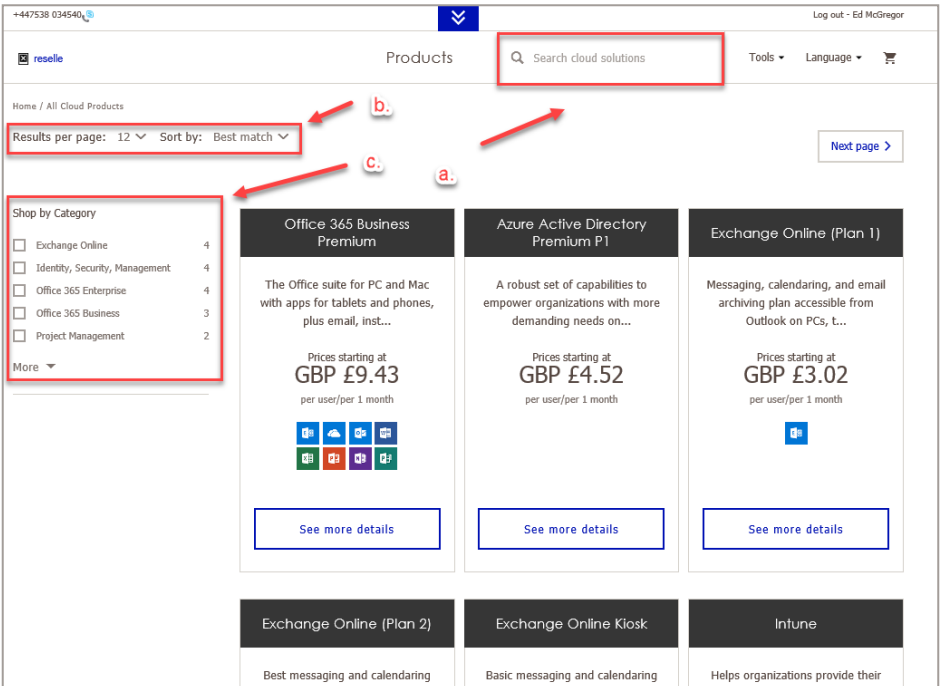 +447538 034540
Log out - Ed McGregor
reselle
Products
Search cloud solutions
Tools
Language
Home / All Cloud Products
b.
Results per page: 12 Sort by: Best match
Next page >
c.
a.
Shop by Category
Exchange Online 4
Identity, Security, Management 4
Office 365 Enterprise 4
Office 365 Business 3
Project Management 2
More
Office 365 Business
Premium
The Office suite for PC and Mac
with apps for tablets and phones,
plus email, inst...
Prices starting at
GBP £9.43
per user/per 1 month
See more details
Azure Active Directory
Premium P1
A robust set of capabilities to
empower organizations with more
demanding needs on...
Prices starting at
GBP £4.52
per user/per 1 month
See more details
Exchange Online (Plan 1)
Messaging, calendaring, and email
archiving plan accessible from
Outlook on PCs, t...
Prices starting at
GBP £3.02
per user/per 1 month
See more details
Exchange Online (Plan 2)
Best messaging and calendaring
Exchange Online Kiosk
Basic messaging and calendaring
Intune
Helps organizations provide their